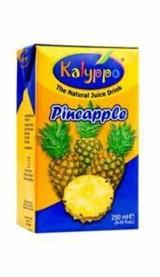 Kalyppo
The Natural Juice Drink
Pineapple
250 ml e